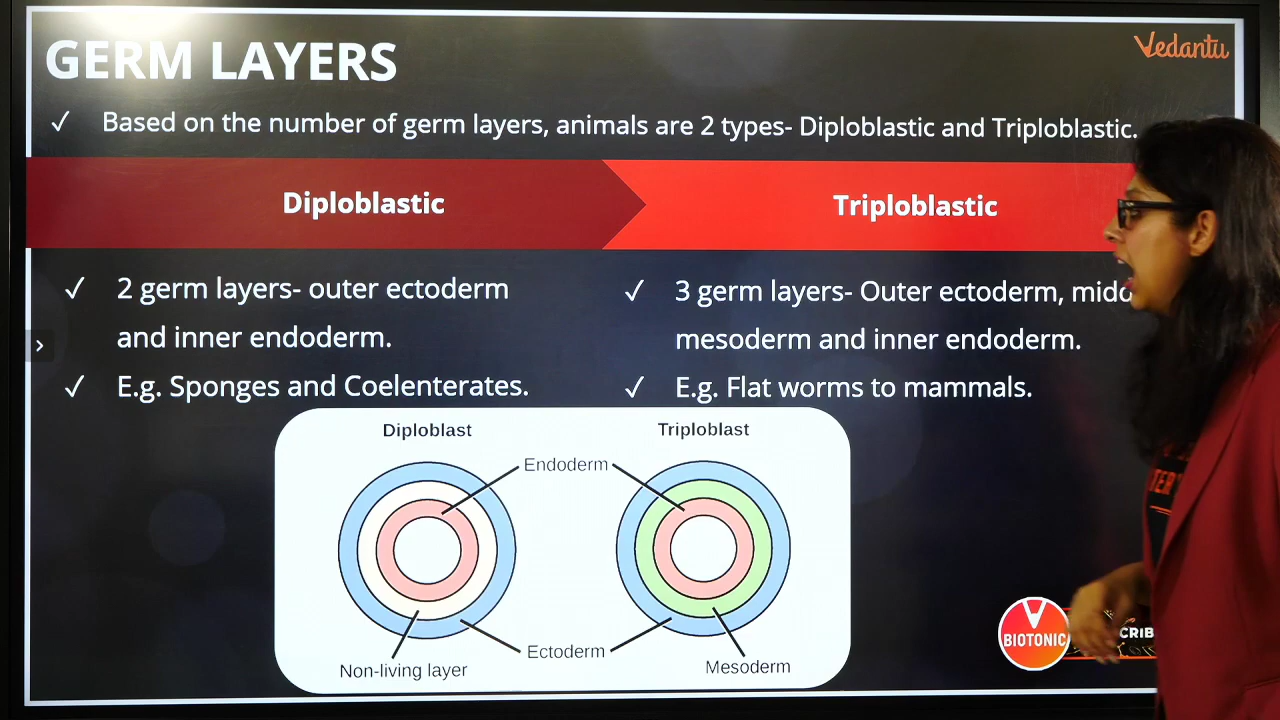 GERM LAYERS
Vedantu
✓ Based on the number of germ layers, animals are 2 types- Diploblastic and Triploblastic.
Diploblastic
Triploblastic
✓ 2 germ layers- outer ectoderm
and inner endoderm.
✓ E.g. Sponges and Coelenterates.
✓ 3 germ layers- Outer ectoderm,
mesoderm and inner endoderm.
✓ E.g. Flat worms to mammals.
Diploblast
Triploblast
Endoderm
Ectoderm
Non-living layer
Mesoderm
BIOTONIC